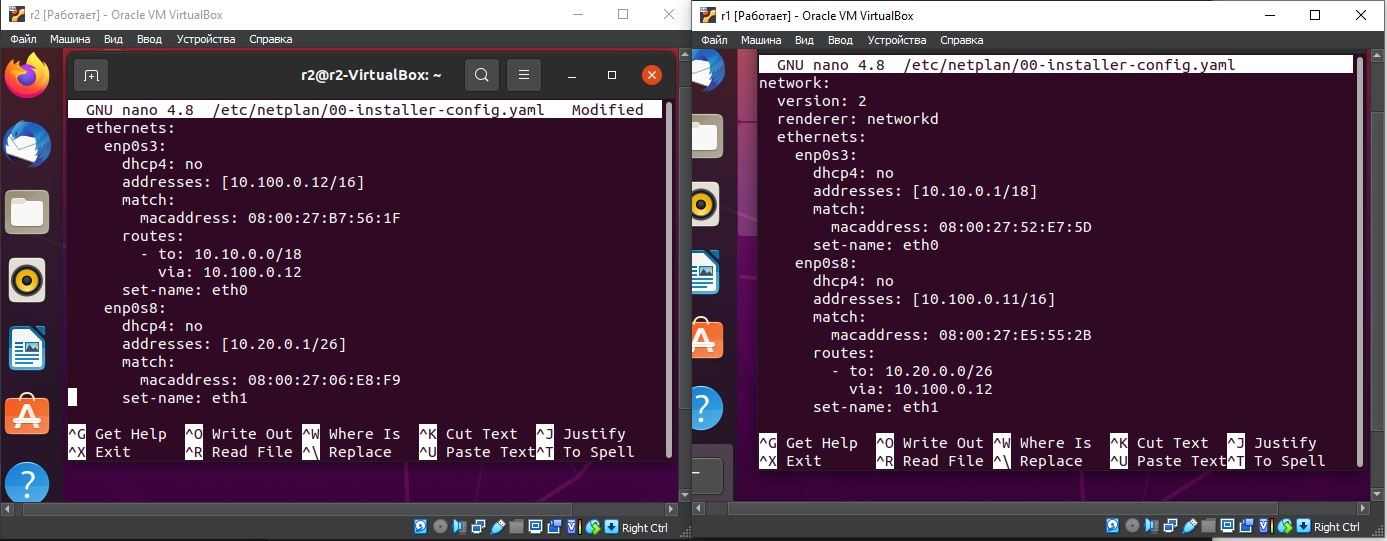 r2 [Работает] - Oracle VM VirtualBox
Файл Машина Вид Ввод Устройства Справка
r2@r2-VirtualBox: ~
GNU nano 4.8 /etc/netplan/00-installer-config.yaml Modified
ethernets:
enp0s3:
dhcp4: no
addresses: [10.100.0.12/16]
match:
macaddress: 08:00:27:B7:56:1F
routes:
- to: 10.10.0.0/18
via: 10.100.0.12
set-name: eth0
enp0s8:
dhcp4: no
addresses: [10.20.0.1/26]
match:
macaddress: 08:00:27:06:E8:F9
set-name: eth1
^G Get Help ^O Write Out ^W Where Is ^K Cut Text ^J Justify
^X Exit ^R Read File ^\ Replace ^U Paste Text ^T To Spell
Right Ctrl
r1 [Работает] - Oracle VM VirtualBox
Файл Машина Вид Ввод Устройства Справка
GNU nano 4.8 /etc/netplan/00-installer-config.yaml
network:
version: 2
renderer: networkd
ethernets:
enp0s3:
dhcp4: no
addresses: [10.10.0.1/18]
match:
macaddress: 08:00:27:52:E7:5D
set-name: eth0
enp0s8:
dhcp4: no
addresses: [10.100.0.11/16]
match:
macaddress: 08:00:27:E5:55:2B
routes:
- to: 10.20.0.0/26
via: 10.100.0.12
set-name: eth1
^G Get Help ^O Write Out ^W Where Is ^K Cut Text ^J Justify
^X Exit ^R Read File ^\ Replace ^U Paste Text ^T To Spell
Right Ctrl